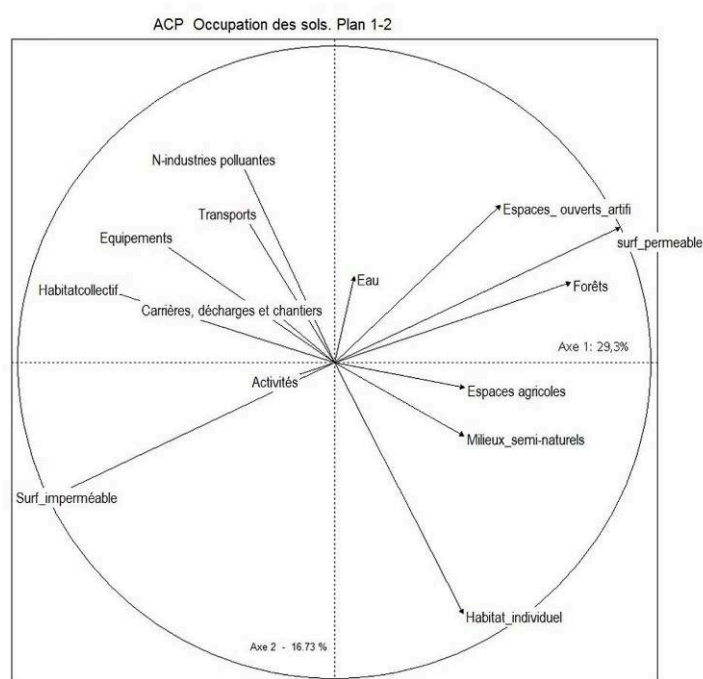 ACP Occupation des sols. Plan 1-2
N-industries polluantes
Transports
Espaces_ ouverts_artifi
Equipements
surf_permeable
Eau
Forêts
Habitatcollectif
Carrières, décharges et chantiers
Axe 1: 29,3%
Activités
Espaces agricoles
Milieux_semi-naturels
Surf_imperméable
Habitat_individuel
Axe 2 - 16.73 %